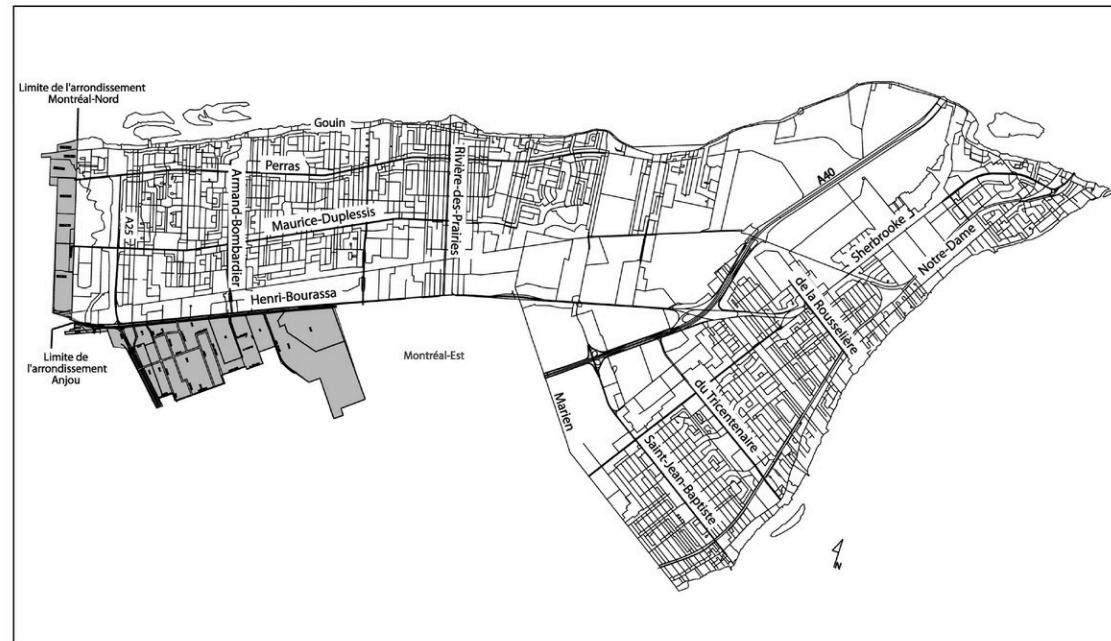 Limite de l'arrondissement
Montréal-Nord
Gouin
Perras
A25
Armand-Bombardier
Maurice-Duplessis
Rivière-des-Prairies
Henri-Bourassa
A40
Sherbrooke
Notre-Dame
de la Rousselière
Limite de
l'arrondissement
Anjou
Montréal-Est
Marien
du Tricentenaire
Saint-Jean-Baptiste
N